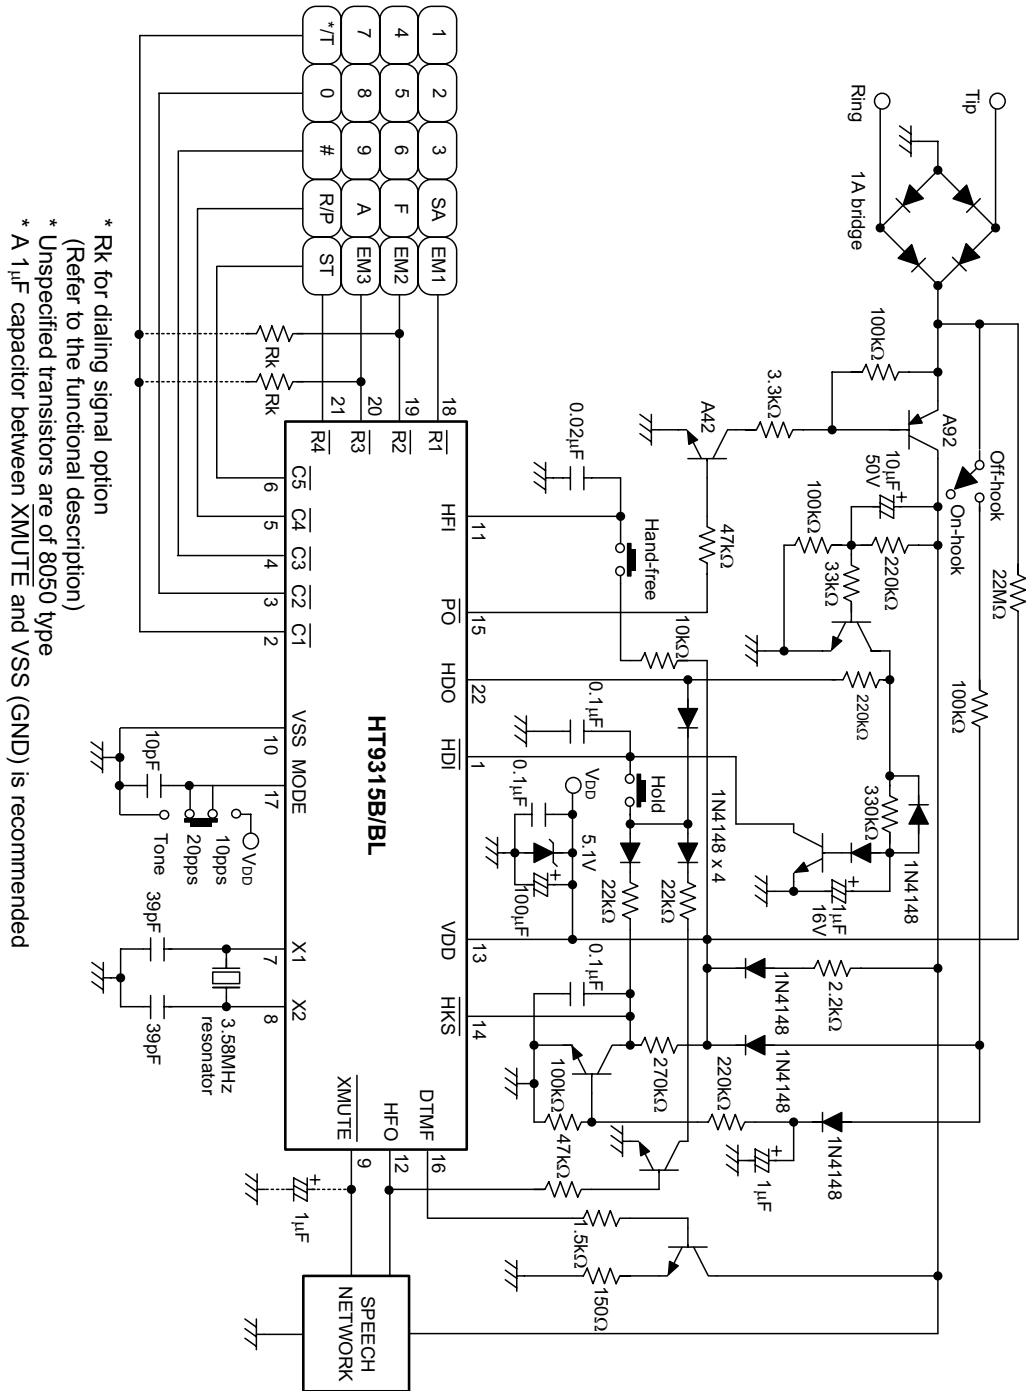 Tip
Ring
1A bridge
22MΩ
Off-hook
On-hook
100kΩ
A92
100kΩ
3.3kΩ
A42
47kΩ
10μF
50V
+
220kΩ
100kΩ
33kΩ
220kΩ
330kΩ
1N4148
1μF
16V
+
2.2kΩ
1N4148
1N4148
1N4148
220kΩ
1μF
+
270kΩ
100kΩ
47kΩ
1.5kΩ
150Ω
0.02μF
Hand-free
10kΩ
0.1μF
Hold
1N4148 x 4
22kΩ
22kΩ
VDD
5.1V
0.1μF
100μF
+
0.1μF
1 2 3 SA EM1
4 5 6 F EM2
7 8 9 A EM3
*/T 0 # R/P ST
Rk
Rk
18 R1
19 R2
20 R3
21 R4
HFI 11
PO 15
HDO 22
HDI 1
VDD 13
HKS 14
DTMF 16
HFO 12
XMUTE 9
HT9315B/BL
C5 6
C4 5
C3 4
C2 3
C1 2
VSS 10
MODE 17
X1 7
X2 8
VDD
10pps
20pps
Tone
10pF
39pF
39pF
3.58MHz
resonator
1μF
+
SPEECH
NETWORK
* Rk for dialing signal option
(Refer to the functional description)
* Unspecified transistors are of 8050 type
* A 1μF capacitor between XMUTE and VSS (GND) is recommended